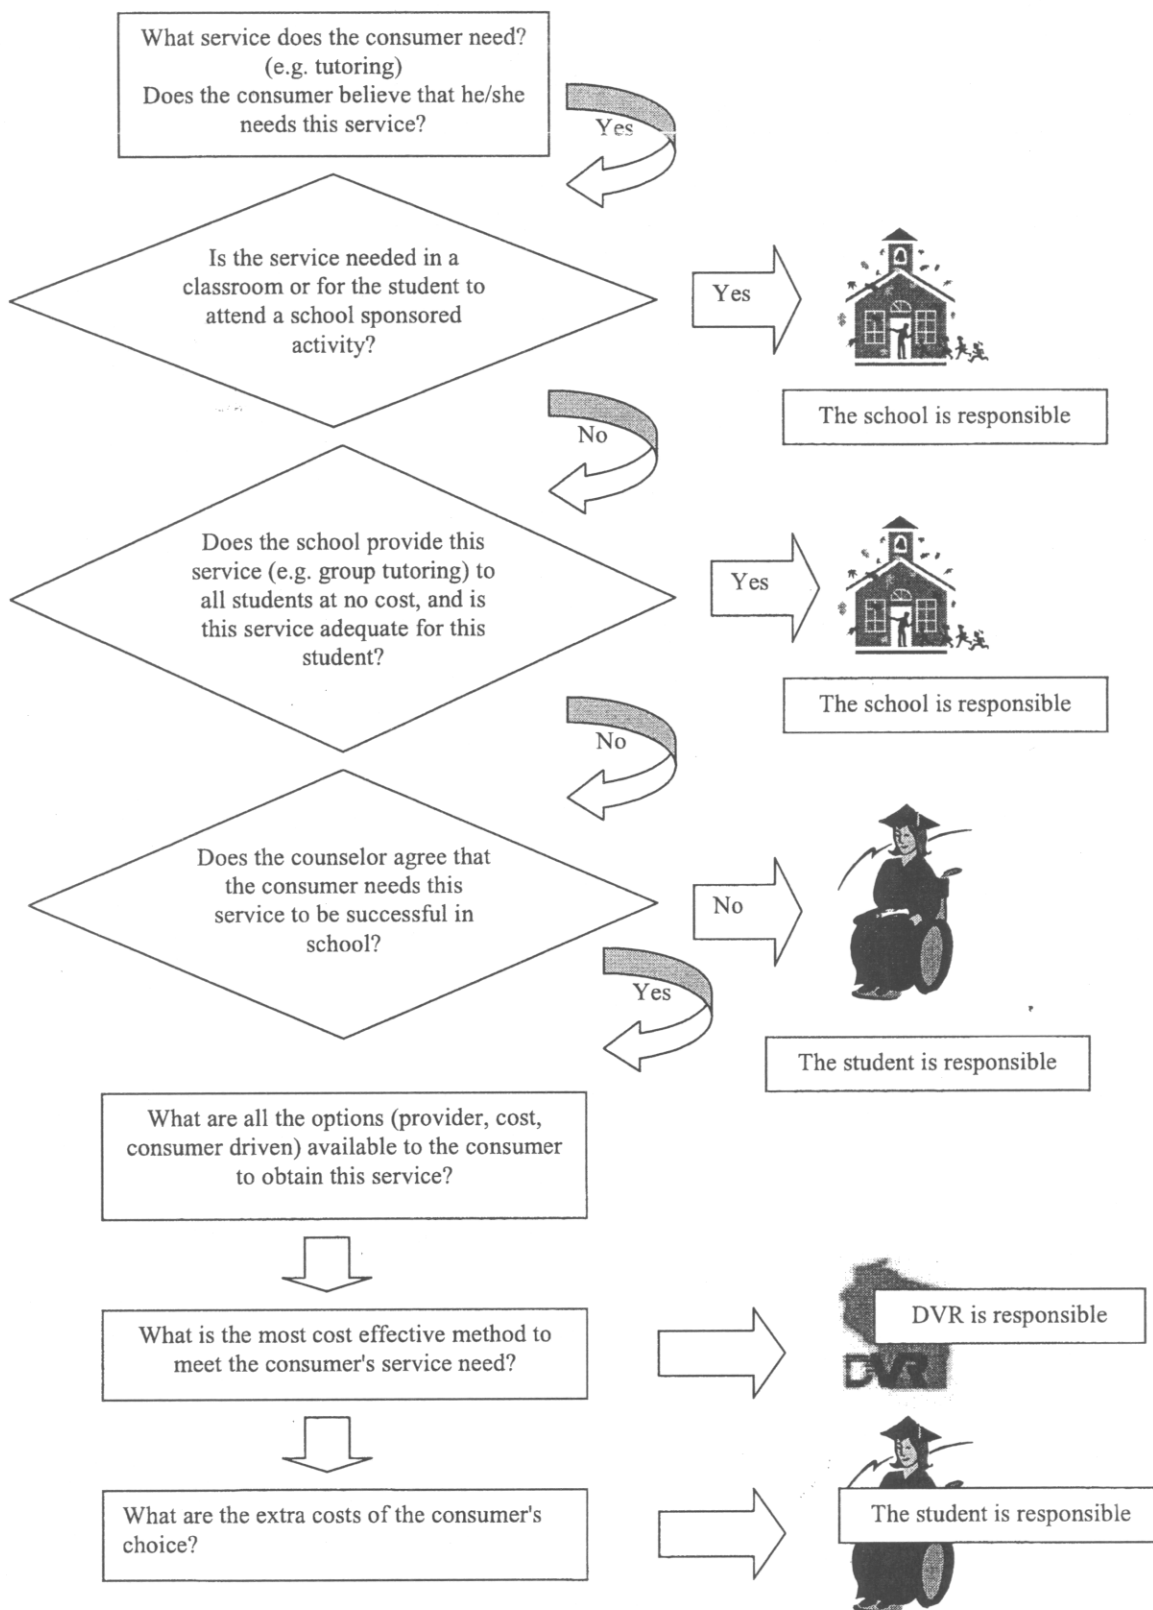 What service does the consumer need?
(e.g. tutoring)
Does the consumer believe that he/she
needs this service?
Yes
Is the service needed in a
classroom or for the student to
attend a school sponsored
activity?
Yes
The school is responsible
No
Does the school provide this
service (e.g. group tutoring) to
all students at no cost, and is
this service adequate for this
student?
Yes
The school is responsible
No
Does the counselor agree that
the consumer needs this
service to be successful in
school?
No
The student is responsible
Yes
What are all the options (provider, cost,
consumer driven) available to the consumer
to obtain this service?
What is the most cost effective method to
meet the consumer's service need?
DVR is responsible
DVR
What are the extra costs of the consumer's
choice?
The student is responsible